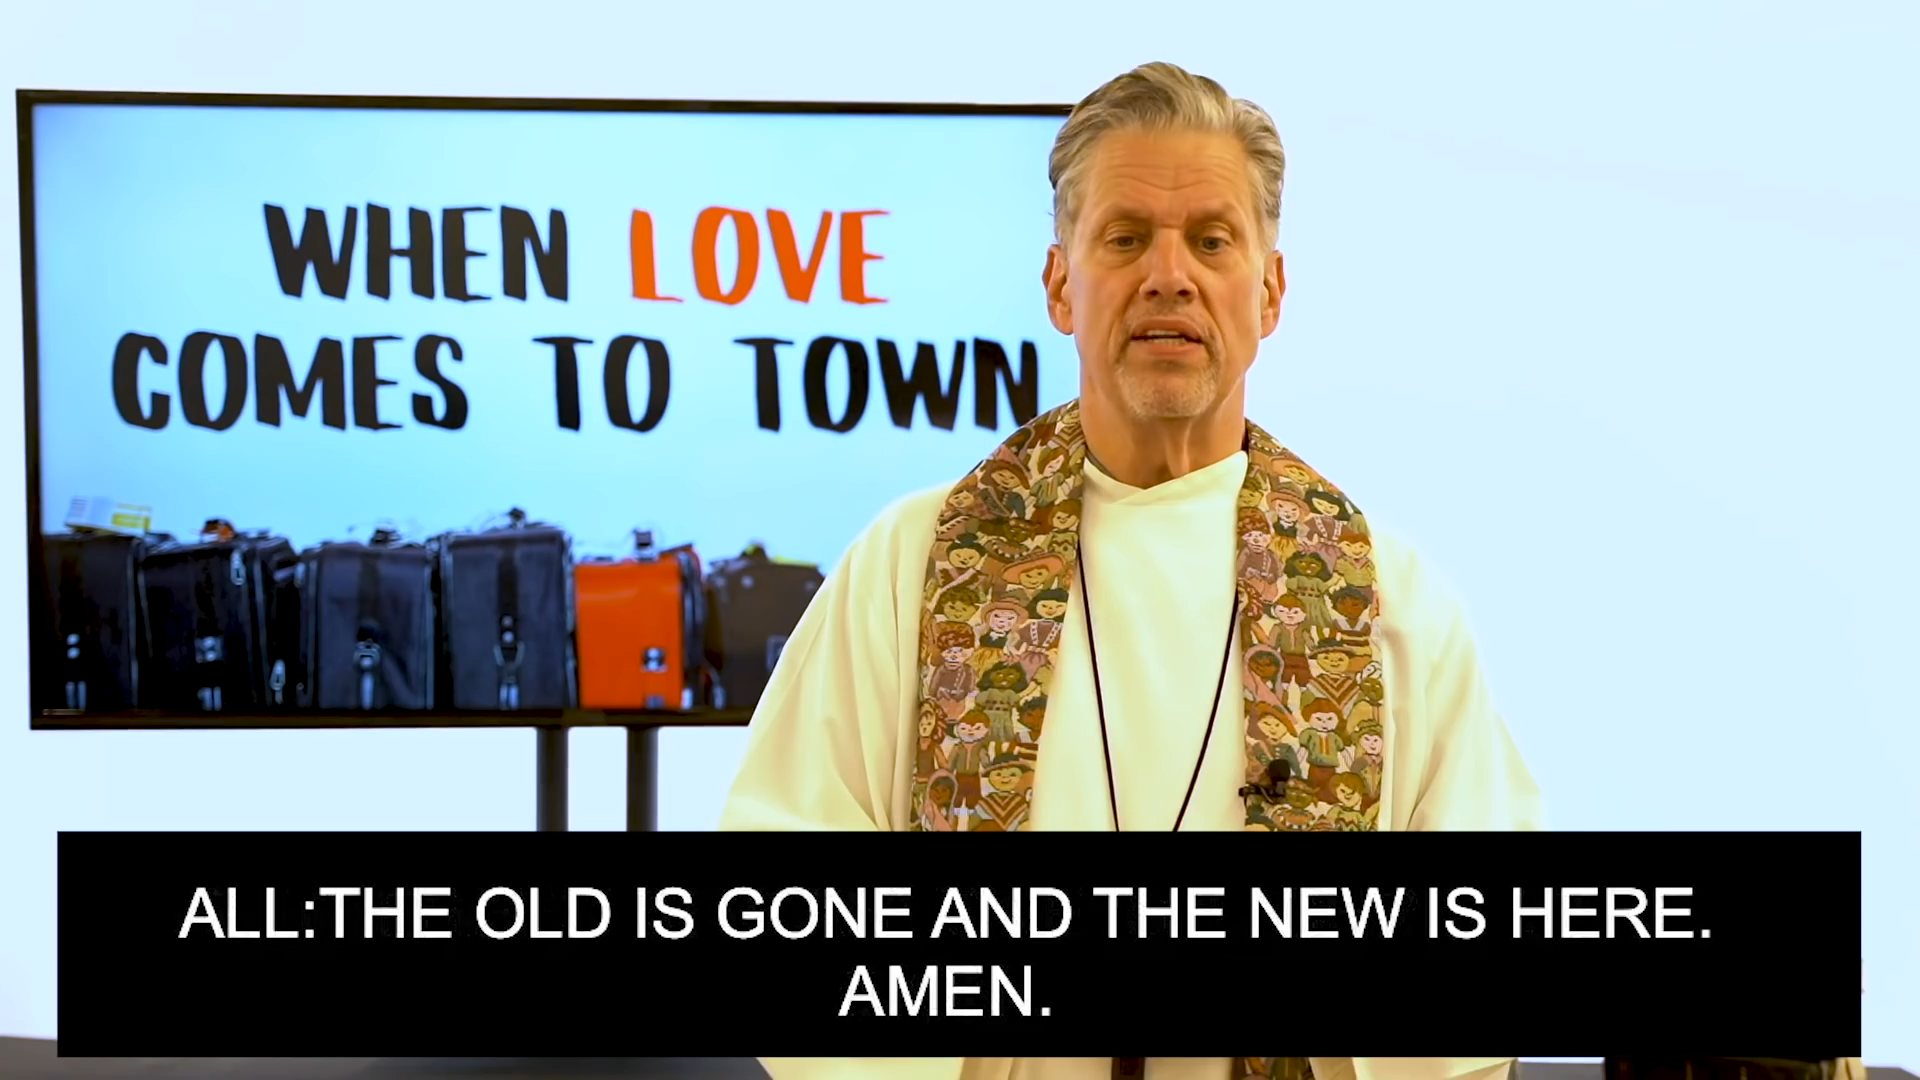 WHEN LOVE
COMES TO TOWN
ALL:THE OLD IS GONE AND THE NEW IS HERE.
AMEN.